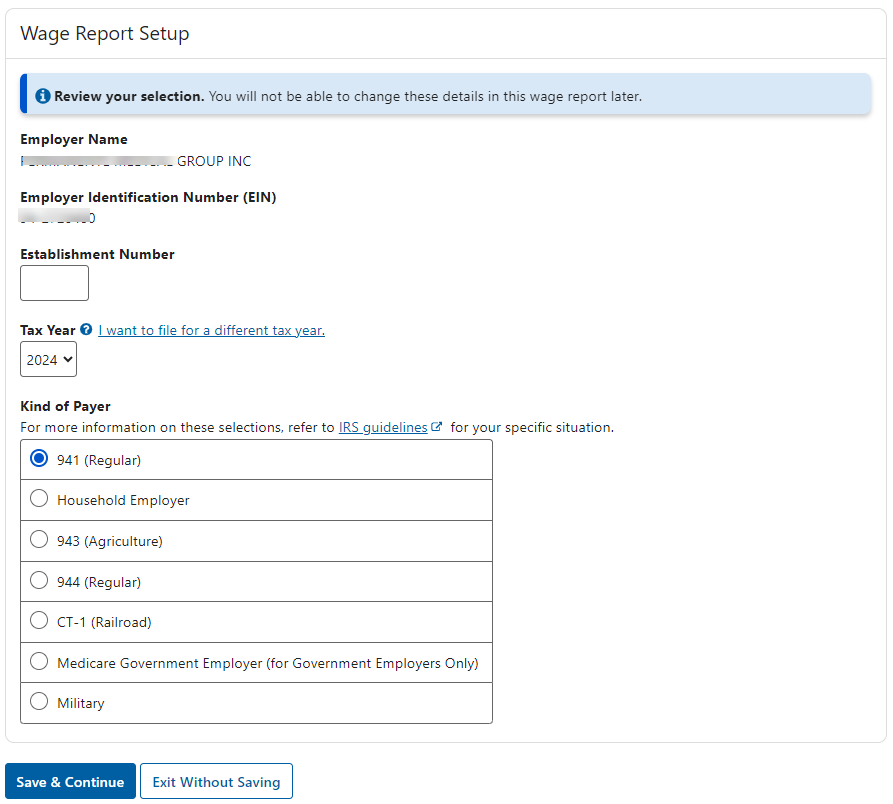 Wage Report Setup
Review your selection. You will not be able to change these details in this wage report later.
Employer Name
GROUP INC
Employer Identification Number (EIN)
Establishment Number
Tax Year I want to file for a different tax year.
2024
Kind of Payer
For more information on these selections, refer to IRS guidelines for your specific situation.
941 (Regular)
Household Employer
943 (Agriculture)
944 (Regular)
CT-1 (Railroad)
Medicare Government Employer (for Government Employers Only)
Military
Save & Continue
Exit Without Saving